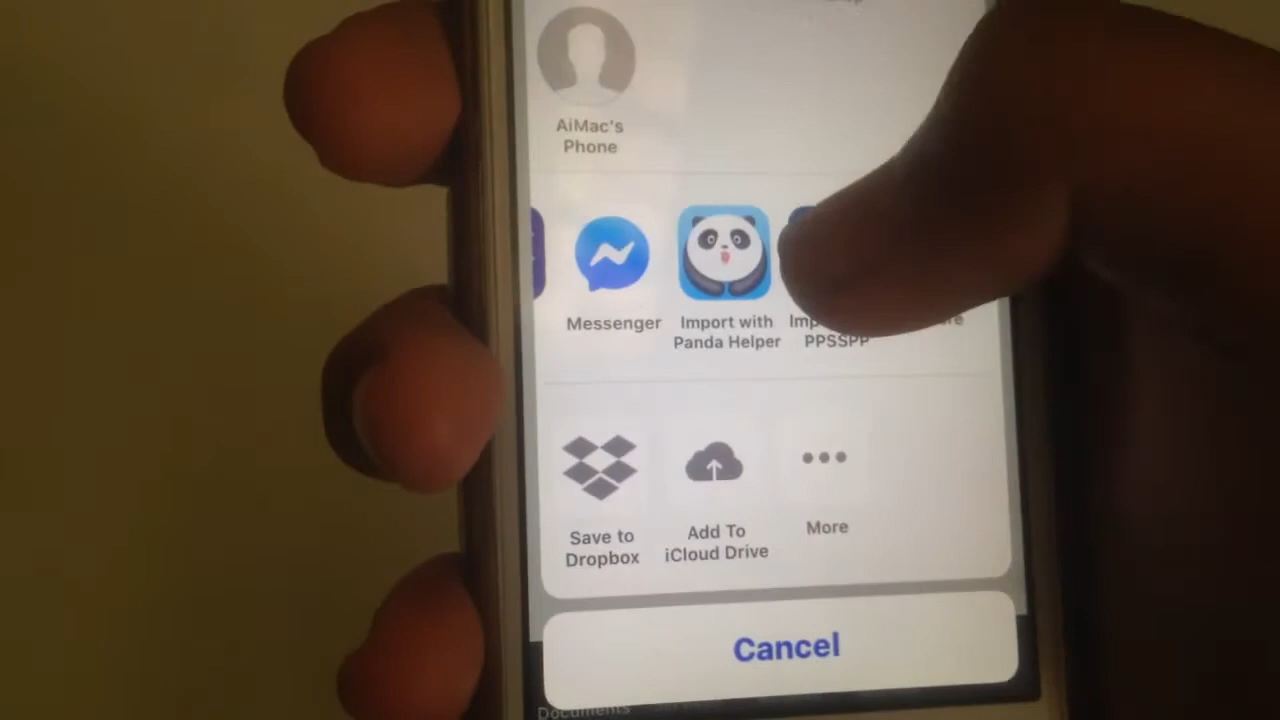 AiMac's
Phone
Messenger
Import with
Panda Helper
PPSSPP
Save to
Dropbox
Add To
iCloud Drive
More
Cancel
Documents